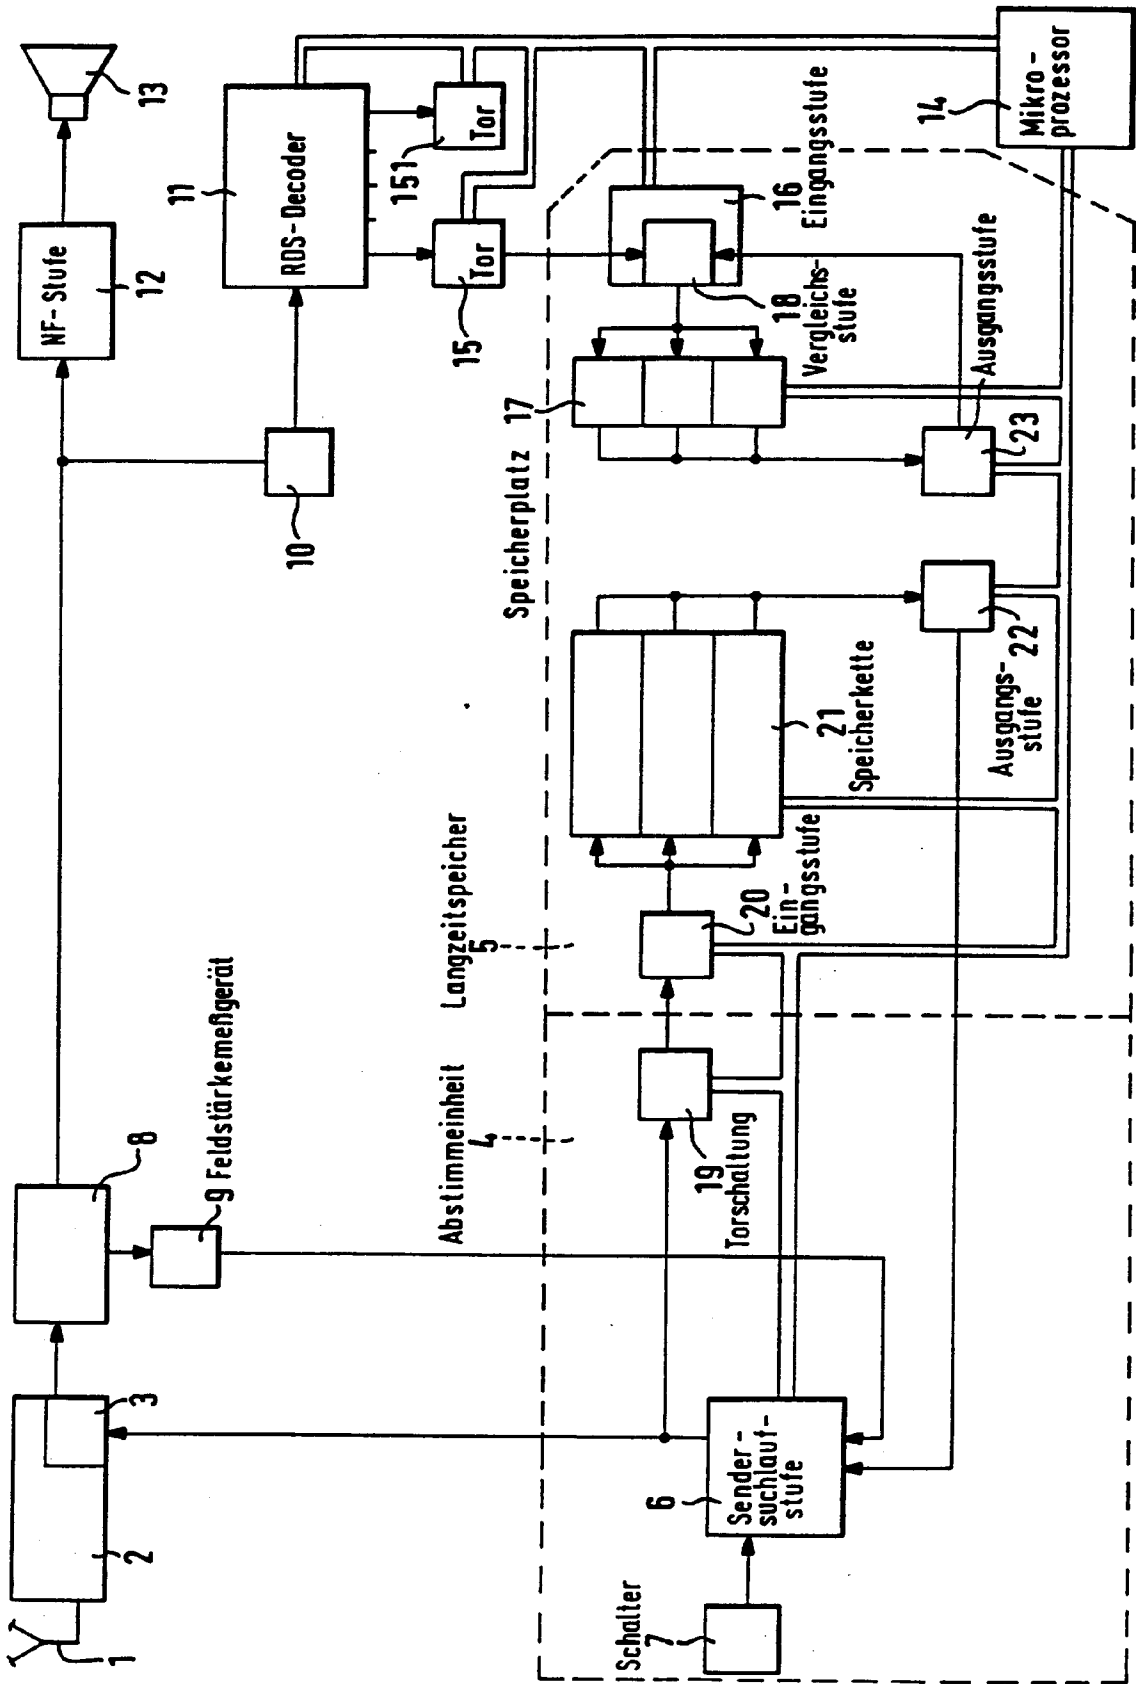 1
2
3
8
9 Feldstärkemeßgerät
10
NF-Stufe
12
13
11
RDS-Decoder
15
Tor
151
Tor
Abstimmeinheit
4
Langzeitspeicher
5
Speicherplatz
Schalter
7
6
Sender-
suchlauf-
stufe
19
Torschaltung
20
Ein-
gangsstufe
21
Speicherkette
22
Ausgangs-
stufe
17
18
Vergleichs-
stufe
16
Eingangsstufe
23
Ausgangsstufe
14
Mikro-
prozessor